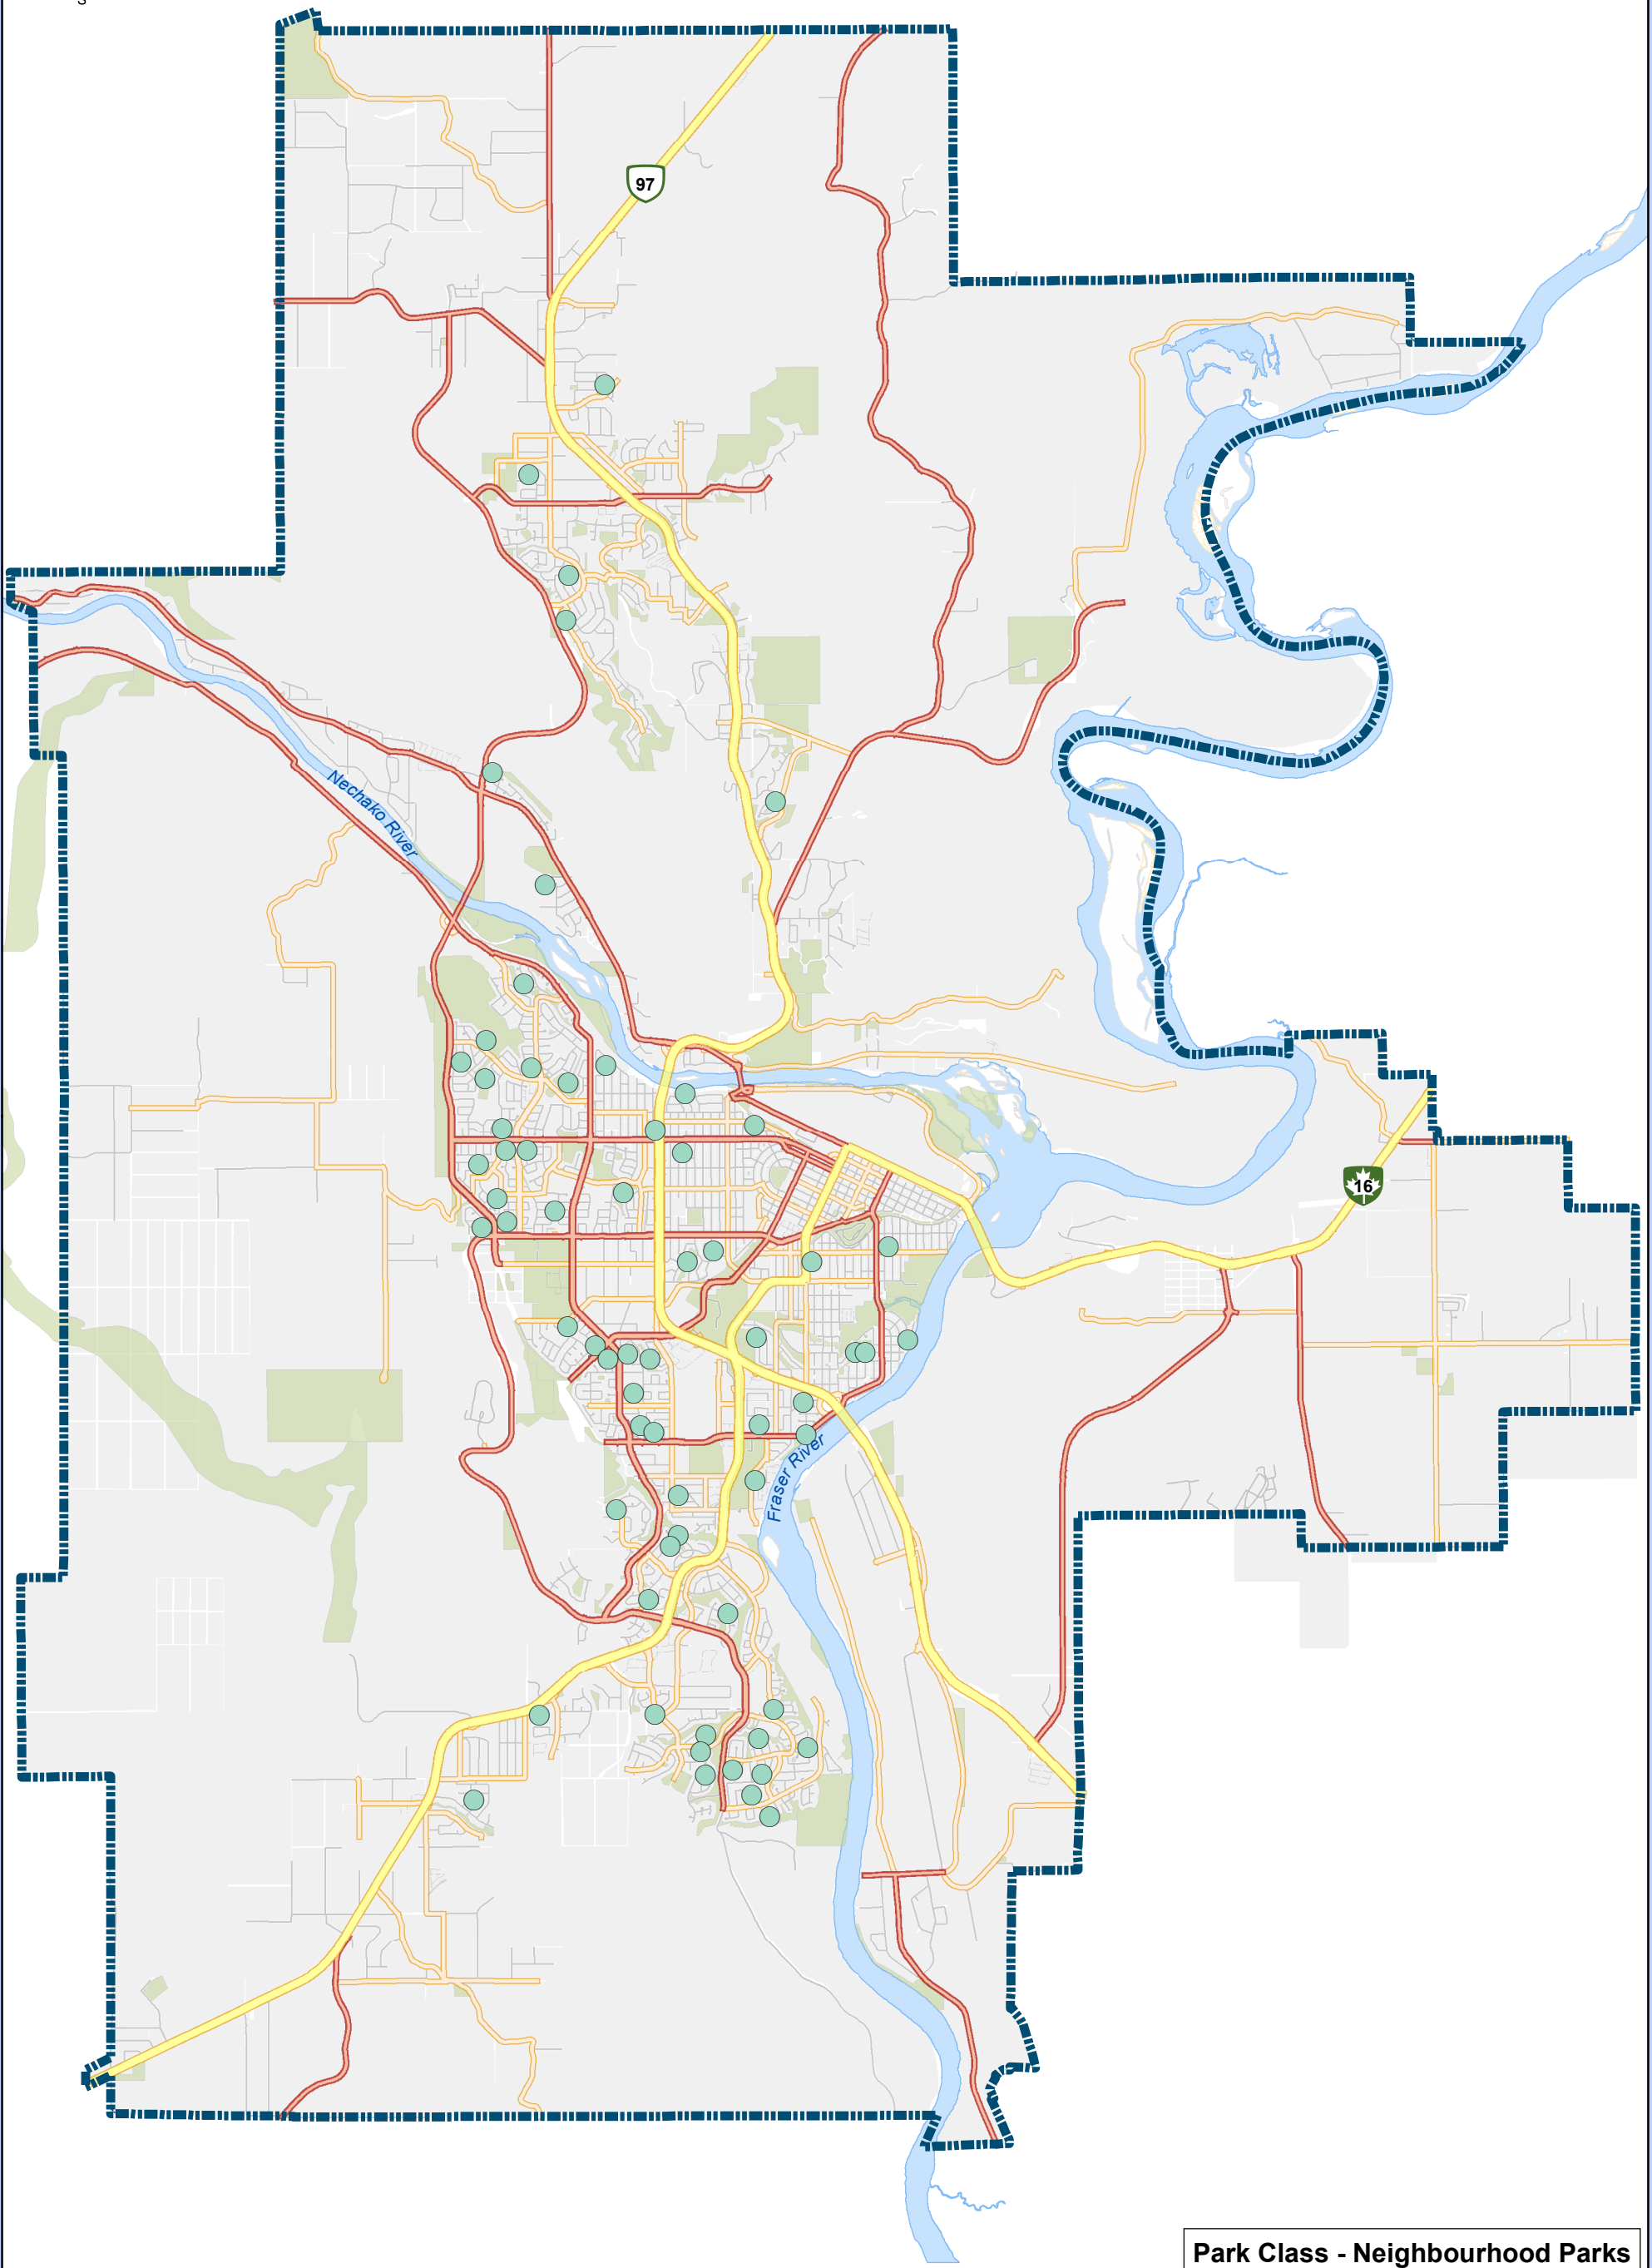 S
97
Nechako River
16
Fraser River
Park Class - Neighbourhood Parks